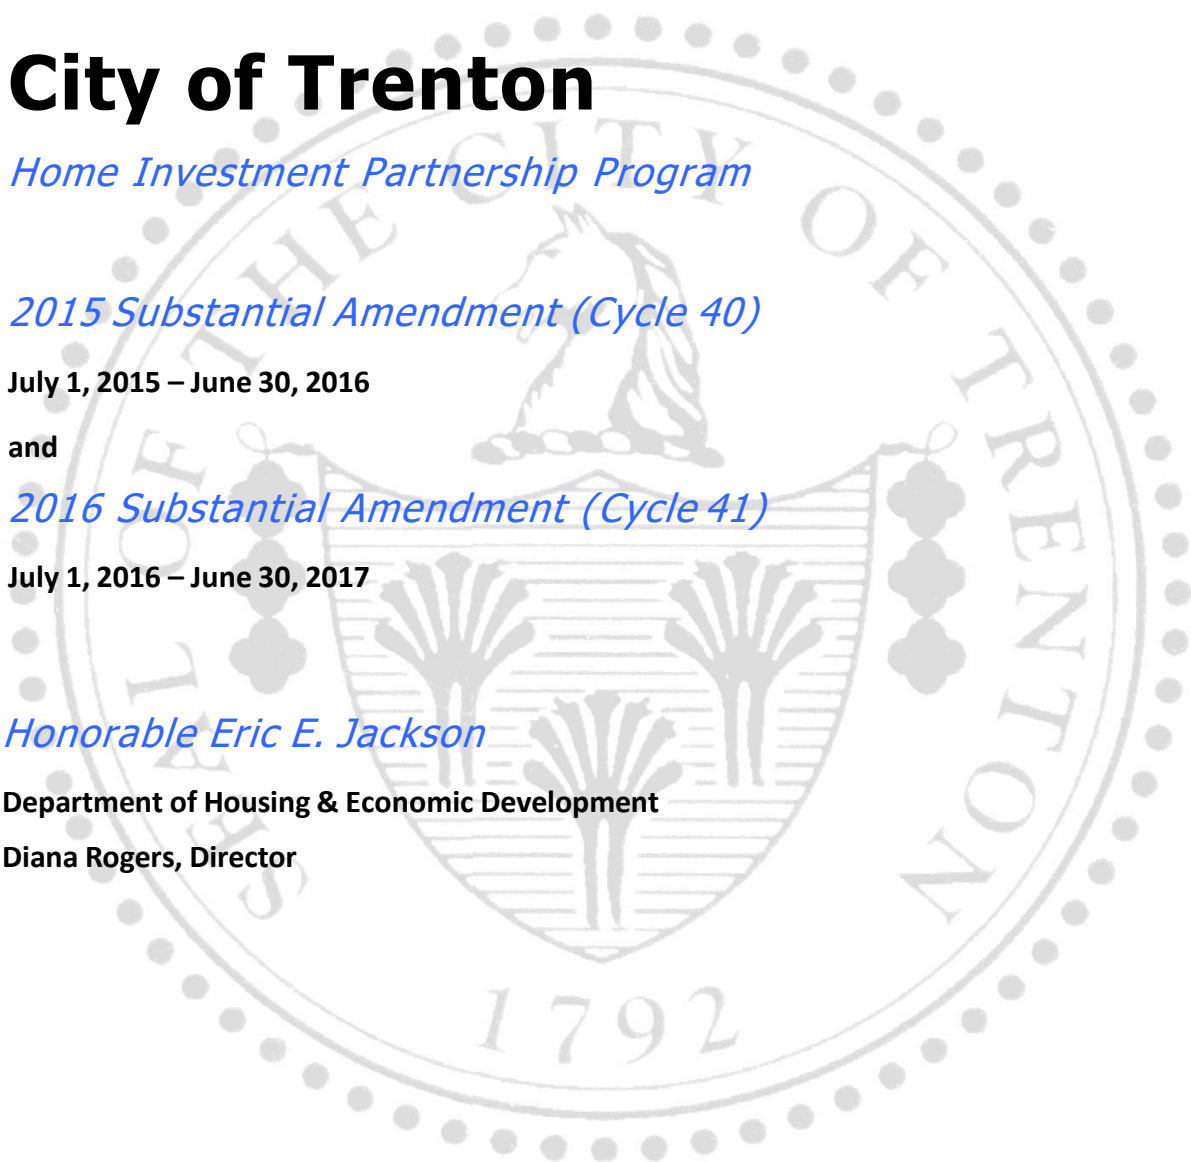 City of Trenton
Home Investment Partnership Program
2015 Substantial Amendment (Cycle 40)
July 1, 2015 – June 30, 2016
and
2016 Substantial Amendment (Cycle 41)
July 1, 2016 – June 30, 2017
Honorable Eric E. Jackson
Department of Housing & Economic Development
Diana Rogers, Director
SEAL OF THE CITY OF TRENTON
1792